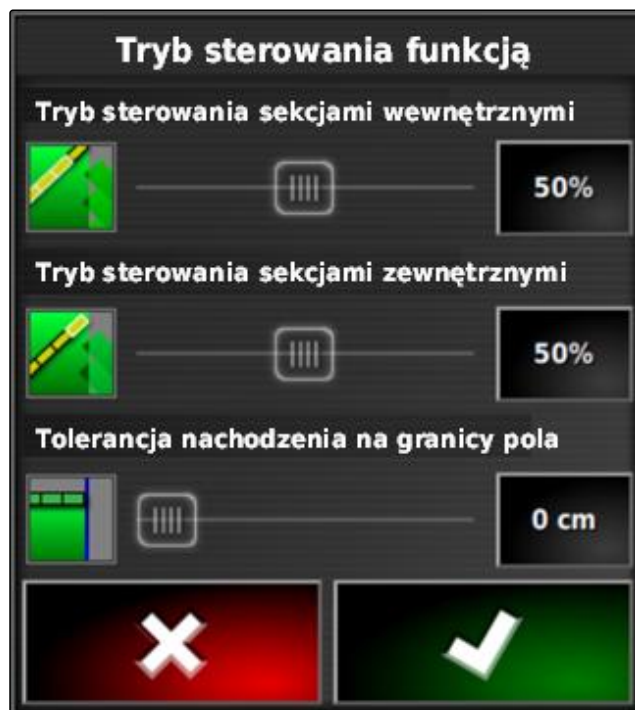 Tryb sterowania funkcją
Tryb sterowania sekcjami wewnętrznymi
50%
Tryb sterowania sekcjami zewnętrznymi
50%
Tolerancja nachodzenia na granicy pola
0 cm